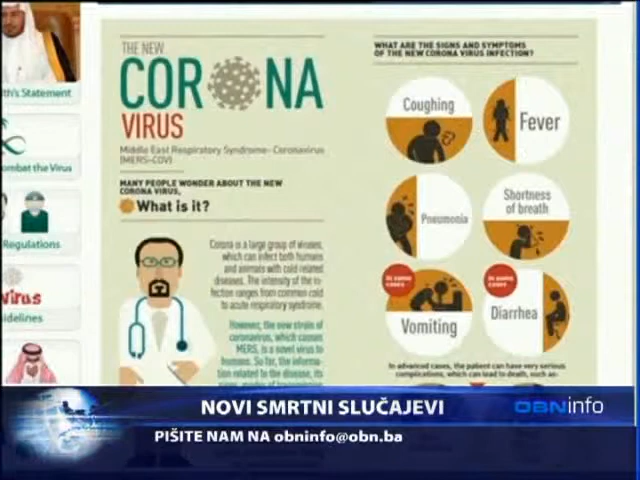 th's Statement
ombat the Virus
Regulations
Virus
idelines
THE NEW
CORONA
VIRUS
Middle East Respiratory Syndrome- Coronavirus
(MERS-COV)
MANY PEOPLE WONDER ABOUT THE NEW
CORONA VIRUS,
What is it?
Corona is a large group of viruses,
which can infect both humans
and animals with cold related
diseases. The intensity of the in-
fection ranges from common cold
to acute respiratory syndrome.
However, the new strain of
coronavirus, which causes
MERS, is a novel virus to
humans. So far, the informa-
tion related to the disease, its
WHAT ARE THE SIGNS AND SYMPTOMS
OF THE NEW CORONA VIRUS INFECTION?
Coughing
Fever
Pneumonia
Shortness
of breath
In some
cases
Vomiting
In some
cases
Diarrhea
In advanced cases, the patient can have very serious
complications, which can lead to death, such as:
NOVI SMRTNI SLUČAJEVI
OBNinfo
PIŠITE NAM NA obninfo@obn.ba